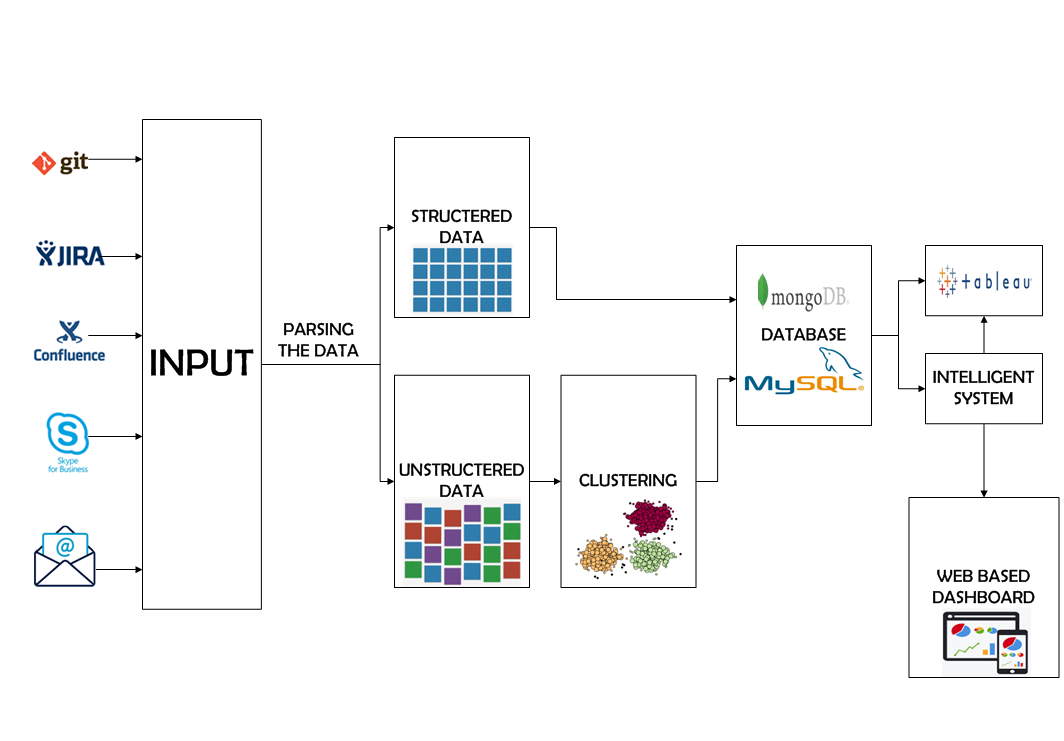 git
JIRA
Confluence
Skype
for Business
@
INPUT
PARSING
THE DATA
STRUCTERED
DATA
UNSTRUCTERED
DATA
CLUSTERING
mongoDB
DATABASE
MySQL
tableau
INTELLIGENT
SYSTEM
WEB BASED
DASHBOARD